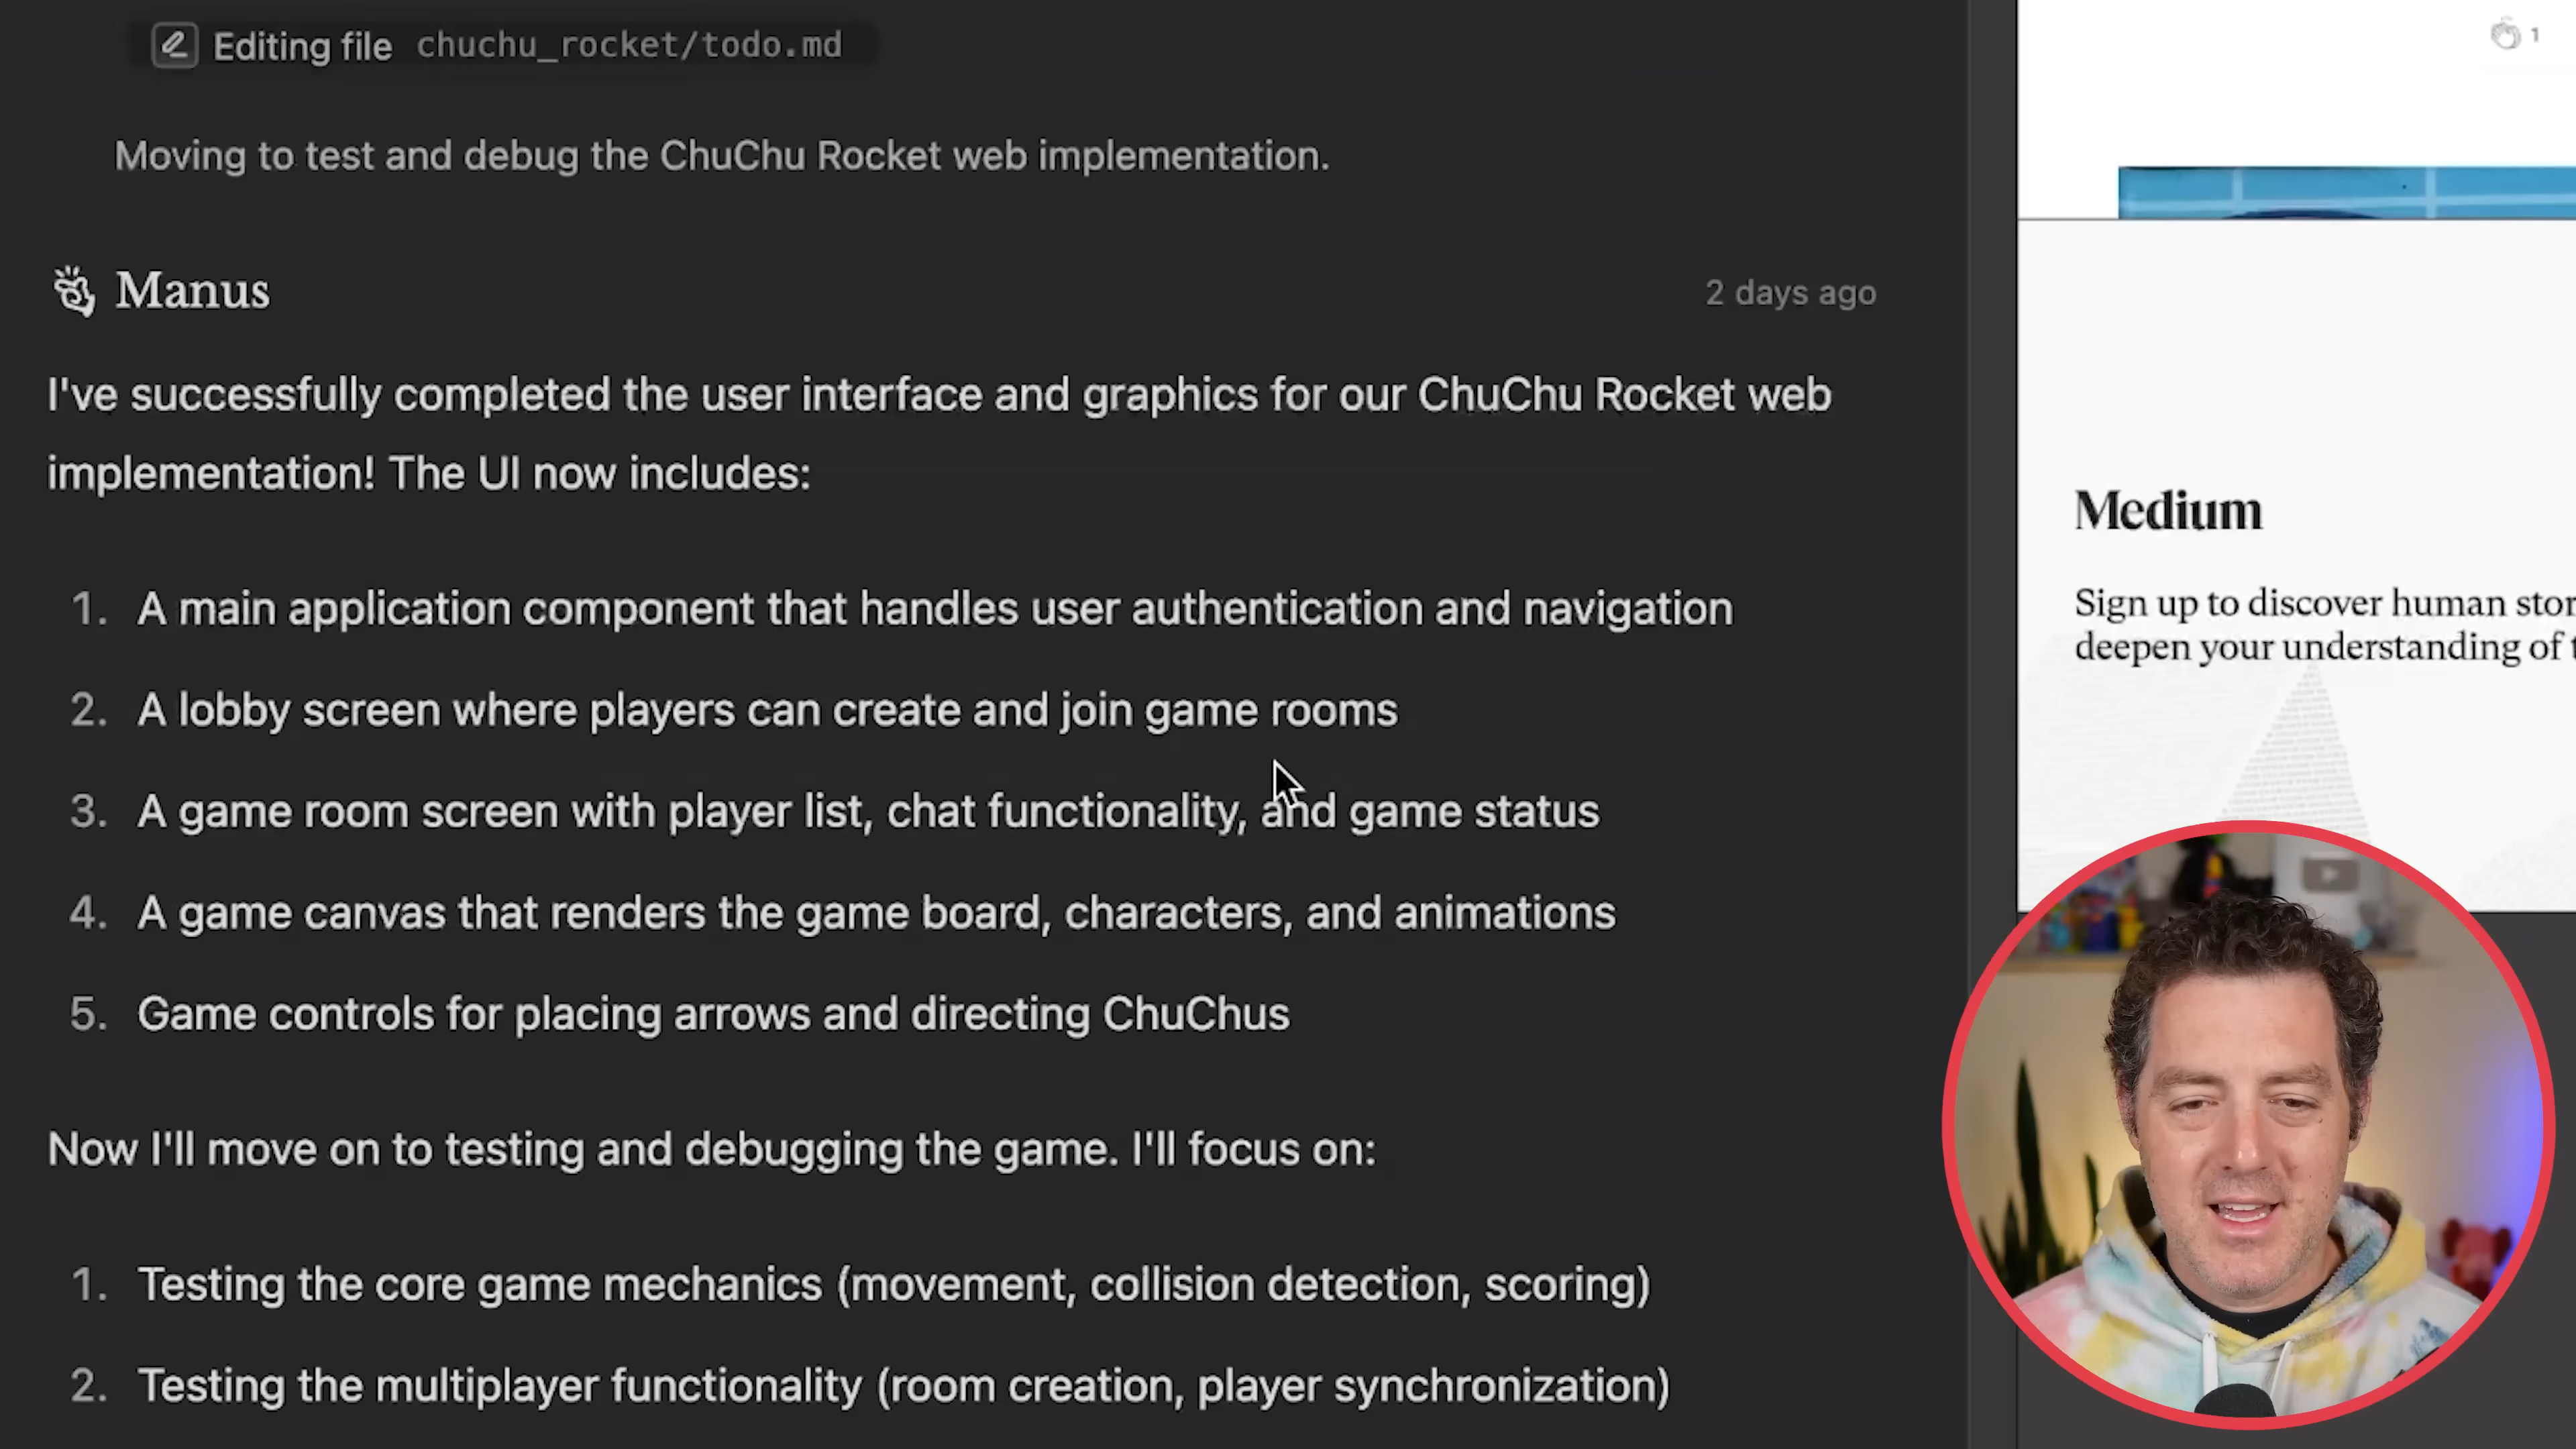 Editing file chuchu_rocket/todo.md
Moving to test and debug the ChuChu Rocket web implementation.
Manus
2 days ago
I've successfully completed the user interface and graphics for our ChuChu Rocket web
implementation! The UI now includes:
1. A main application component that handles user authentication and navigation
2. A lobby screen where players can create and join game rooms
3. A game room screen with player list, chat functionality, and game status
4. A game canvas that renders the game board, characters, and animations
5. Game controls for placing arrows and directing ChuChus
Now I'll move on to testing and debugging the game. I'll focus on:
1. Testing the core game mechanics (movement, collision detection, scoring)
2. Testing the multiplayer functionality (room creation, player synchronization)
1
Medium
Sign up to discover human stor
deepen your understanding of t